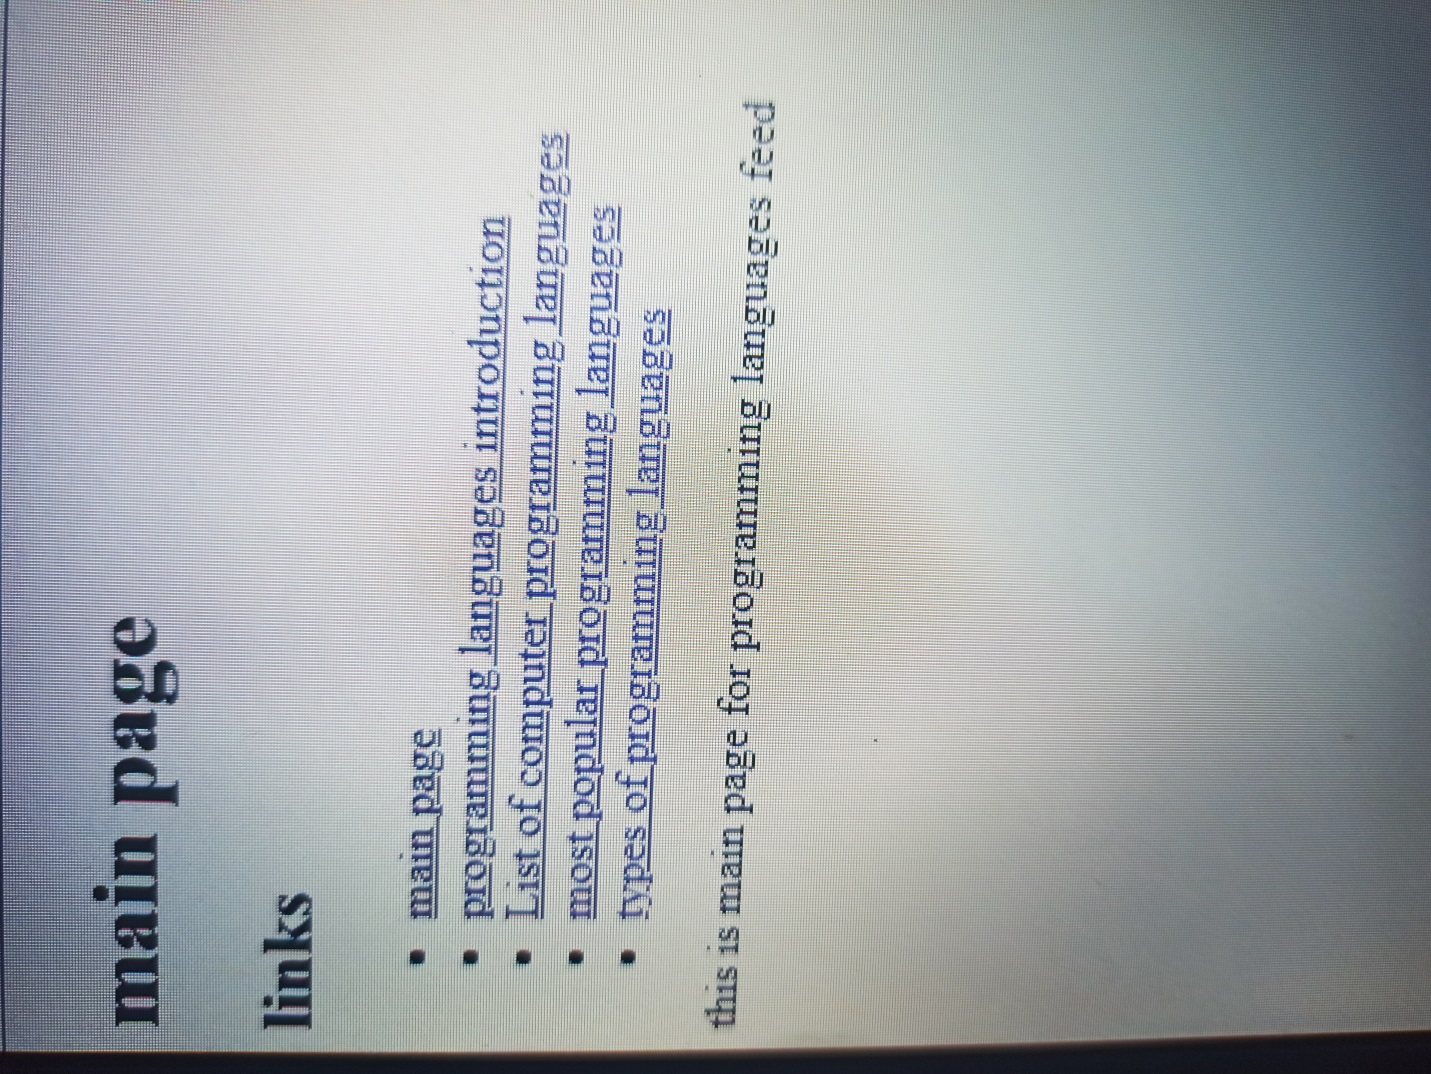 main page
links
main page
programming languages introduction
List of computer programming languages
most popular programming languages
types of programming languages
this is main page for programming languages feed